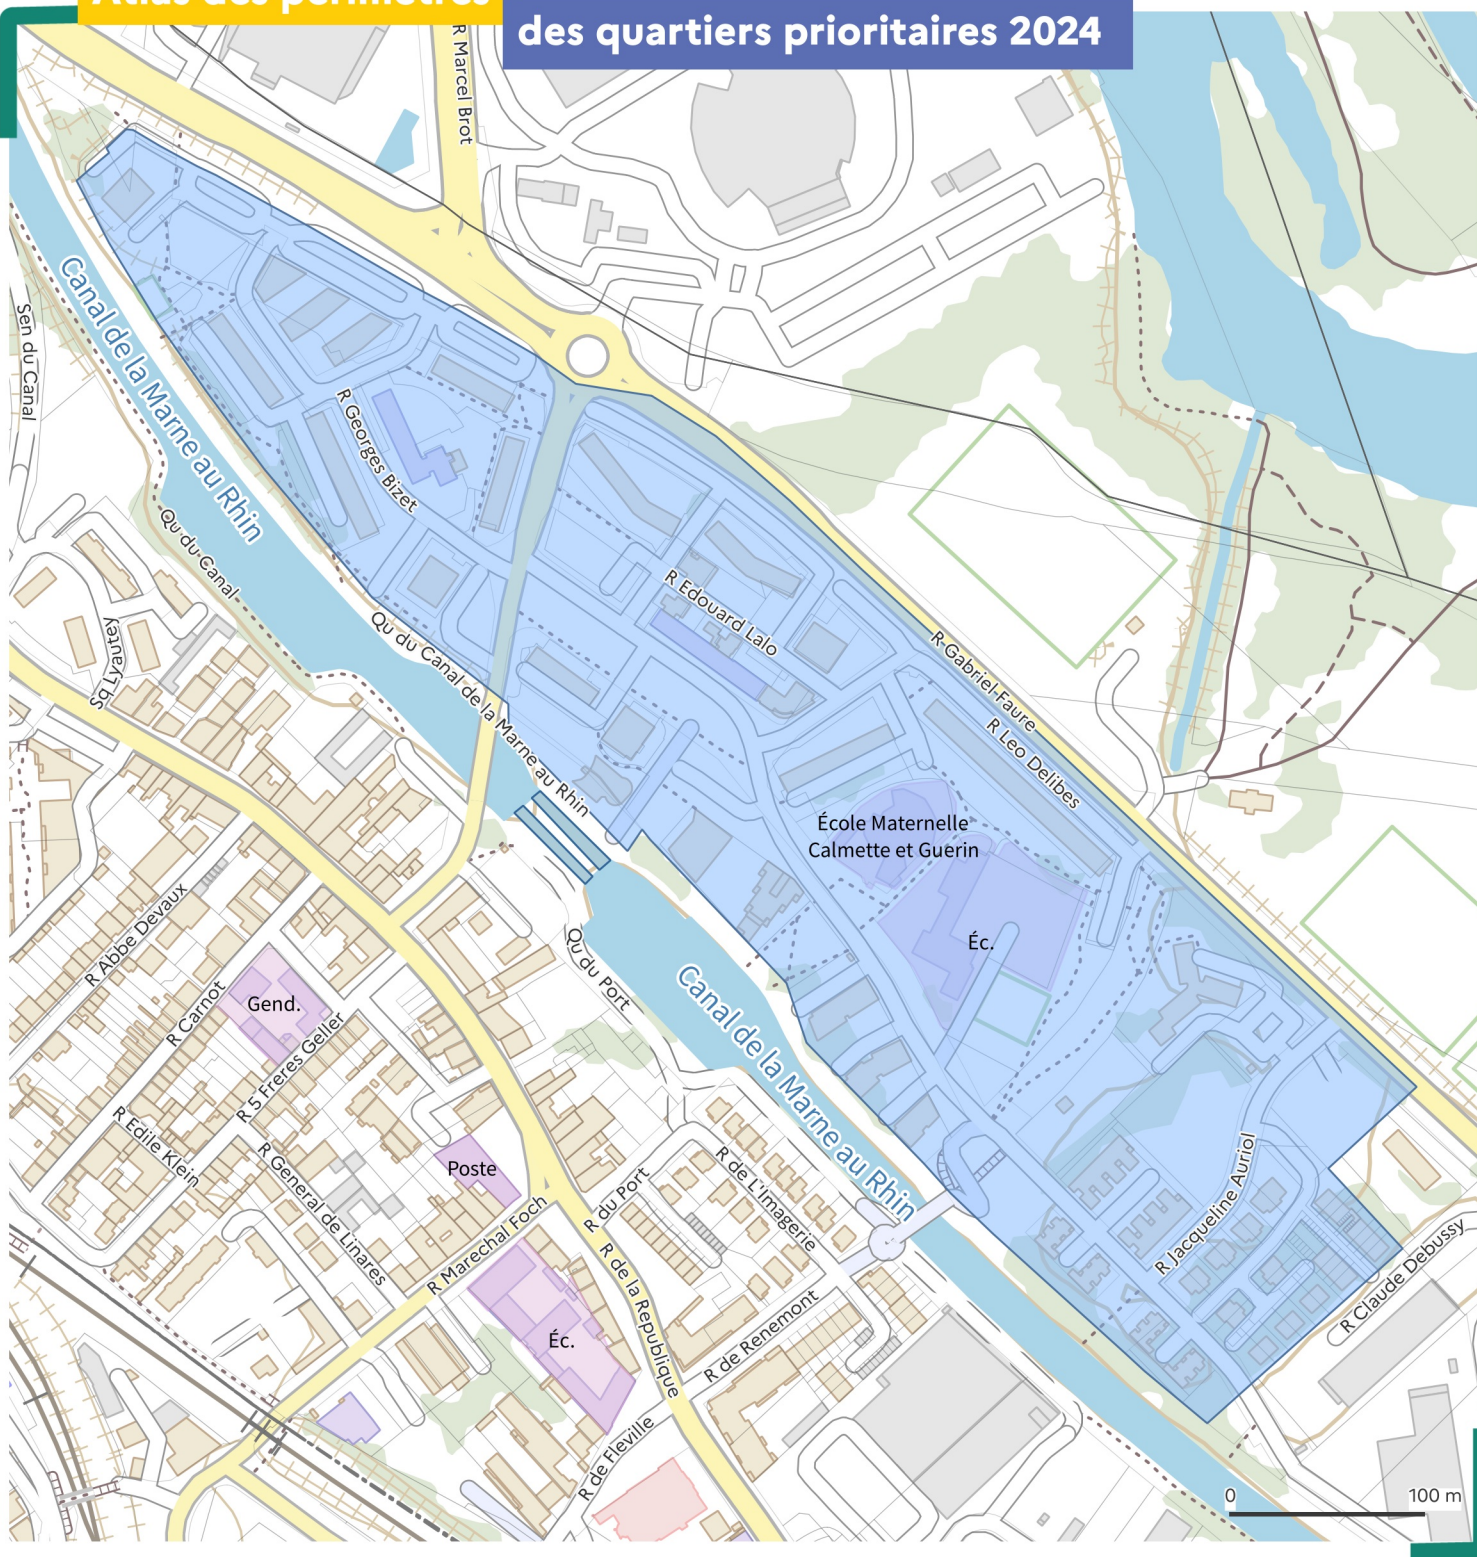 Atlas des périmètres
des quartiers prioritaires 2024
R Marcel Brot
Canal de la Marne au Rhin
Sen du Canal
R Georges Bizet
Qu du Canal
Sq Lyautey
Qu du Canal de la Marne au Rhin
R Edouard Lalo
R Gabriel Faure
R Leo Delibes
École Maternelle
Calmette et Guerin
Éc.
R Abbe Devaux
R Carnot
Gend.
R 5 Freres Geller
R Edile Klein
R General de Linares
Poste
R Marechal Foch
Qu du Port
Canal de la Marne au Rhin
R du Port
R de L'Imagerie
R de la Republique
R de Renemont
Éc.
R de Fleville
R Jacqueline Auriol
R Claude Debussy
0 100 m